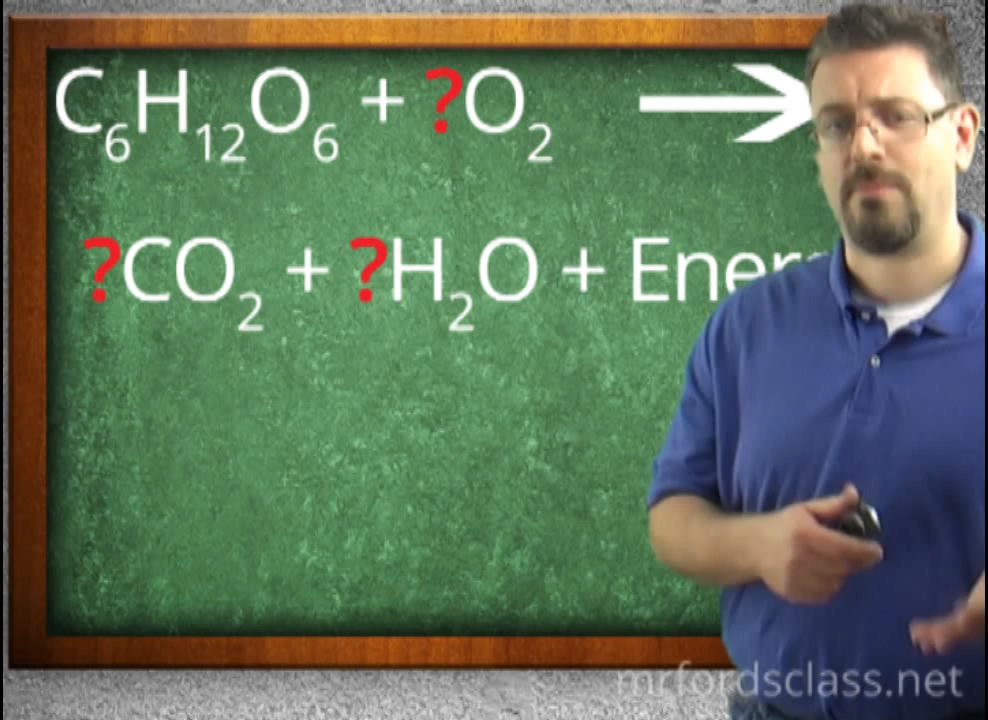 C₆H₁₂O₆ + ?O₂ →
?CO₂ + ?H₂O + Ener
mrfordsclass.net